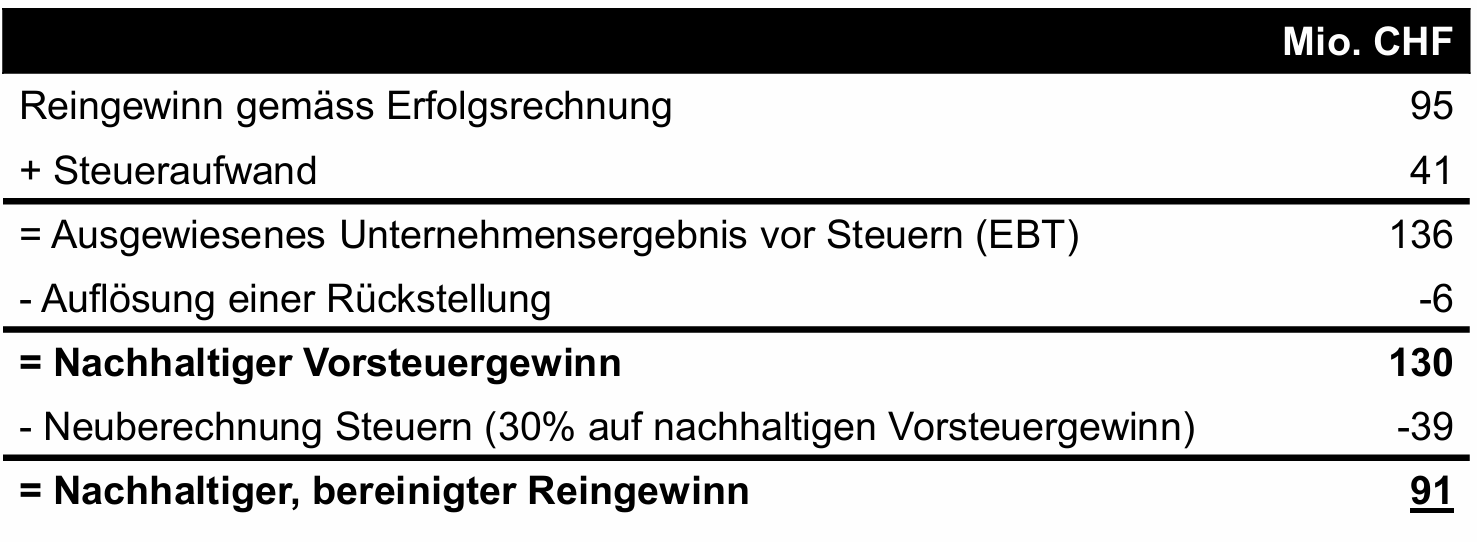 Mio. CHF
Reingewinn gemäss Erfolgsrechnung 95
+ Steueraufwand 41
= Ausgewiesenes Unternehmensergebnis vor Steuern (EBT) 136
- Auflösung einer Rückstellung -6
= Nachhaltiger Vorsteuergewinn 130
- Neuberechnung Steuern (30% auf nachhaltigen Vorsteuergewinn) -39
= Nachhaltiger, bereinigter Reingewinn 91